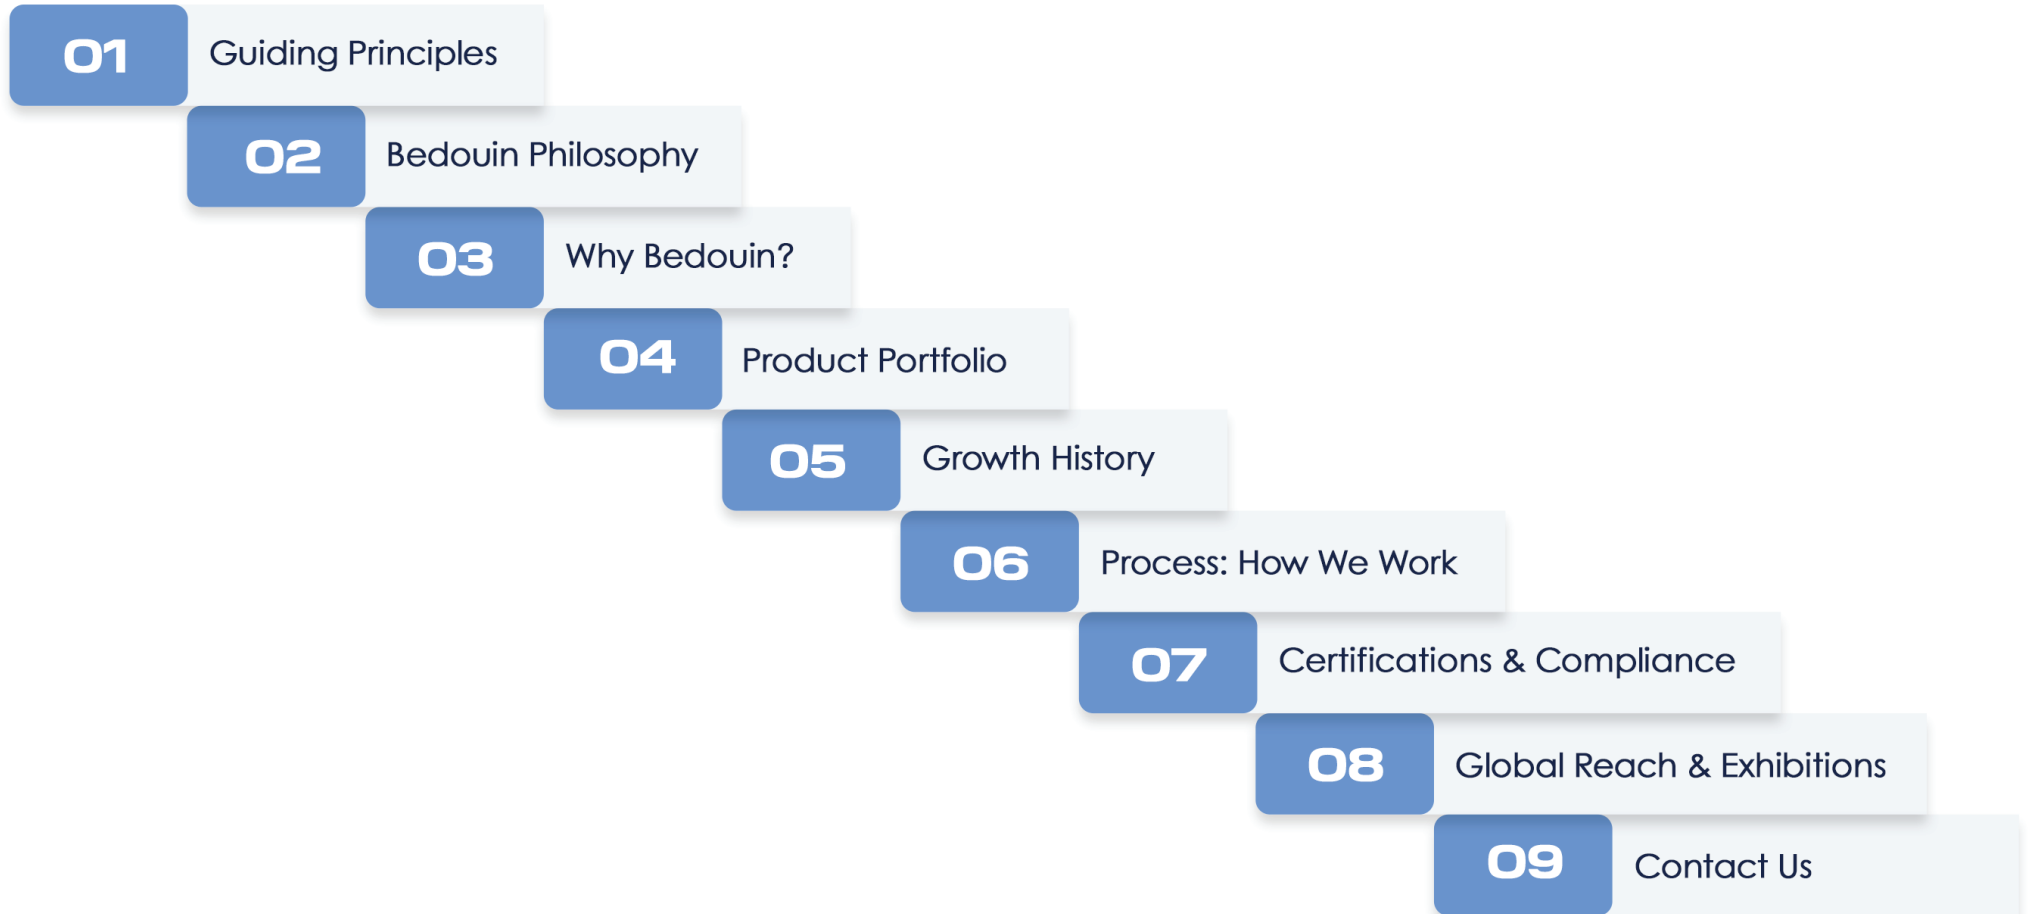 01 Guiding Principles
02 Bedouin Philosophy
03 Why Bedouin?
04 Product Portfolio
05 Growth History
06 Process: How We Work
07 Certifications & Compliance
08 Global Reach & Exhibitions
09 Contact Us